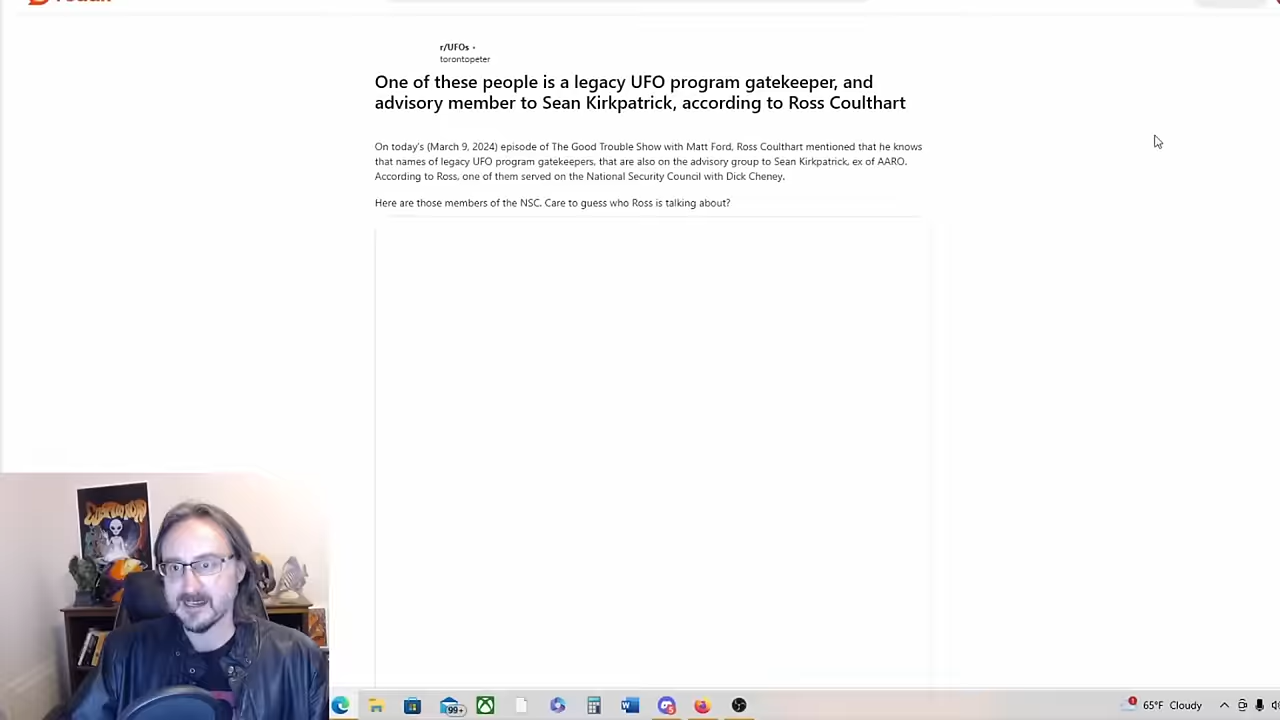 r/UFOs •
torontopeter
One of these people is a legacy UFO program gatekeeper, and
advisory member to Sean Kirkpatrick, according to Ross Coulthart
On today's (March 9, 2024) episode of The Good Trouble Show with Matt Ford, Ross Coulthart mentioned that he knows
that names of legacy UFO program gatekeepers, that are also on the advisory group to Sean Kirkpatrick, ex of AARO.
According to Ross, one of them served on the National Security Council with Dick Cheney.
Here are those members of the NSC. Care to guess who Ross is talking about?
99+
65°F Cloudy